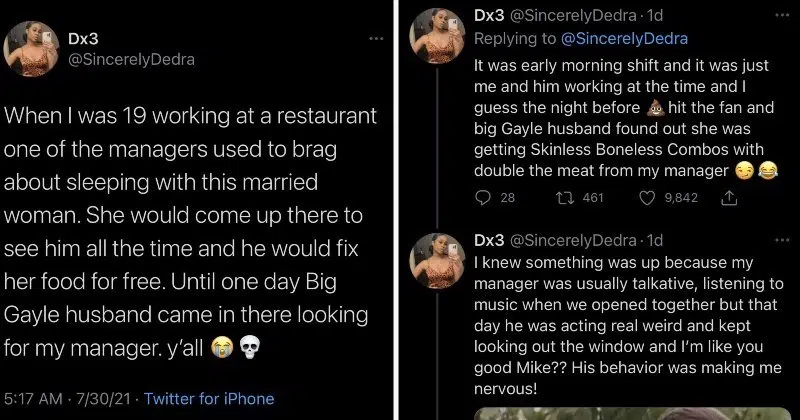 Dx3
@SincerelyDedra
When I was 19 working at a restaurant
one of the managers used to brag
about sleeping with this married
woman. She would come up there to
see him all the time and he would fix
her food for free. Until one day Big
Gayle husband came in there looking
for my manager. y'all 😭💀
5:17 AM · 7/30/21 · Twitter for iPhone
Dx3 @SincerelyDedra · 1d
Replying to @SincerelyDedra
It was early morning shift and it was just
me and him working at the time and I
guess the night before 💩 hit the fan and
big Gayle husband found out she was
getting Skinless Boneless Combos with
double the meat from my manager 😏😂
28 461 9,842
Dx3 @SincerelyDedra · 1d
I knew something was up because my
manager was usually talkative, listening to
music when we opened together but that
day he was acting real weird and kept
looking out the window and I'm like you
good Mike?? His behavior was making me
nervous!